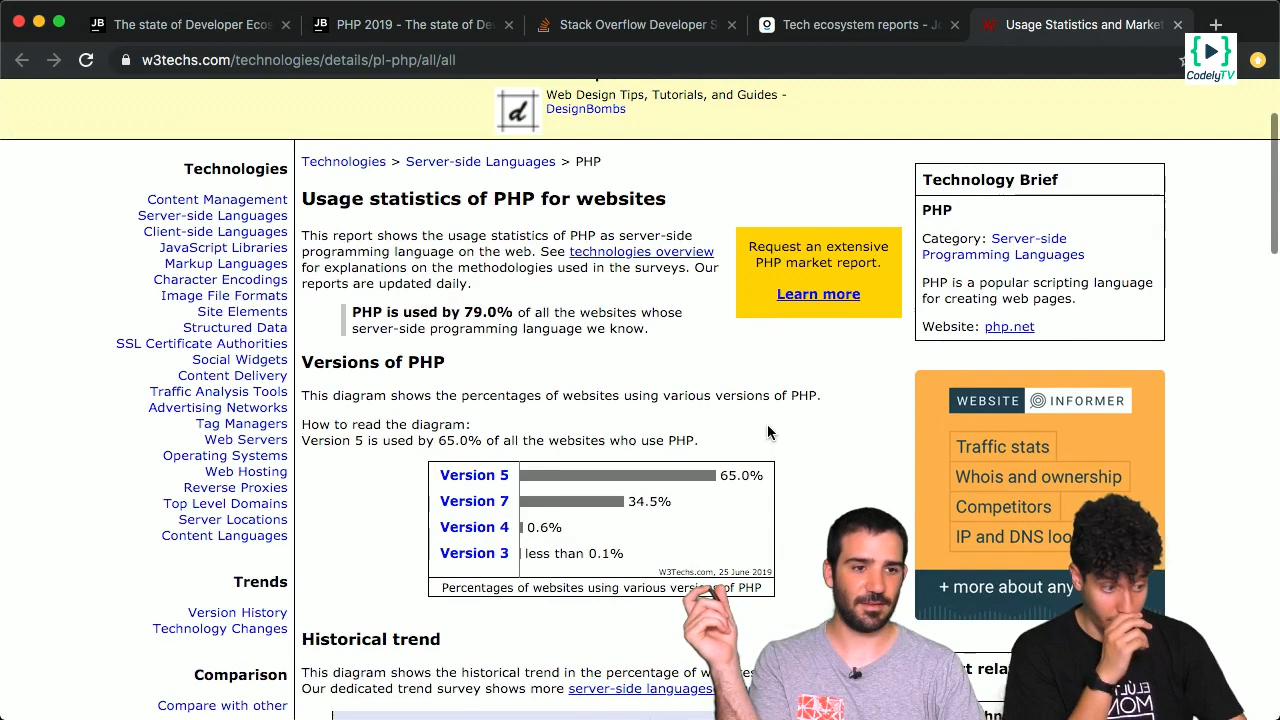 The state of Developer Ecos
PHP 2019 - The state of De
Stack Overflow Developer S
Tech ecosystem reports - Jo
Usage Statistics and Market
w3techs.com/technologies/details/pl-php/all/all
CodelyTV
Web Design Tips, Tutorials, and Guides -
DesignBombs
Technologies
Content Management
Server-side Languages
Client-side Languages
JavaScript Libraries
Markup Languages
Character Encodings
Image File Formats
Site Elements
Structured Data
SSL Certificate Authorities
Social Widgets
Content Delivery
Traffic Analysis Tools
Advertising Networks
Tag Managers
Web Servers
Operating Systems
Web Hosting
Reverse Proxies
Top Level Domains
Server Locations
Content Languages
Trends
Version History
Technology Changes
Comparison
Compare with other
Technologies > Server-side Languages > PHP
Usage statistics of PHP for websites
This report shows the usage statistics of PHP as server-side
programming language on the web. See technologies overview
for explanations on the methodologies used in the surveys. Our
reports are updated daily.
PHP is used by 79.0% of all the websites whose
server-side programming language we know.
Request an extensive
PHP market report.
Learn more
Versions of PHP
This diagram shows the percentages of websites using various versions of PHP.
How to read the diagram:
Version 5 is used by 65.0% of all the websites who use PHP.
Version 5 65.0%
Version 7 34.5%
Version 4 0.6%
Version 3 less than 0.1%
W3Techs.com, 25 June 2019
Percentages of websites using various versions of PHP
Historical trend
This diagram shows the historical trend in the percentage of w
Our dedicated trend survey shows more server-side languages
Technology Brief
PHP
Category: Server-side
Programming Languages
PHP is a popular scripting language
for creating web pages.
Website: php.net
WEBSITE INFORMER
Traffic stats
Whois and ownership
Competitors
IP and DNS loo
+ more about any